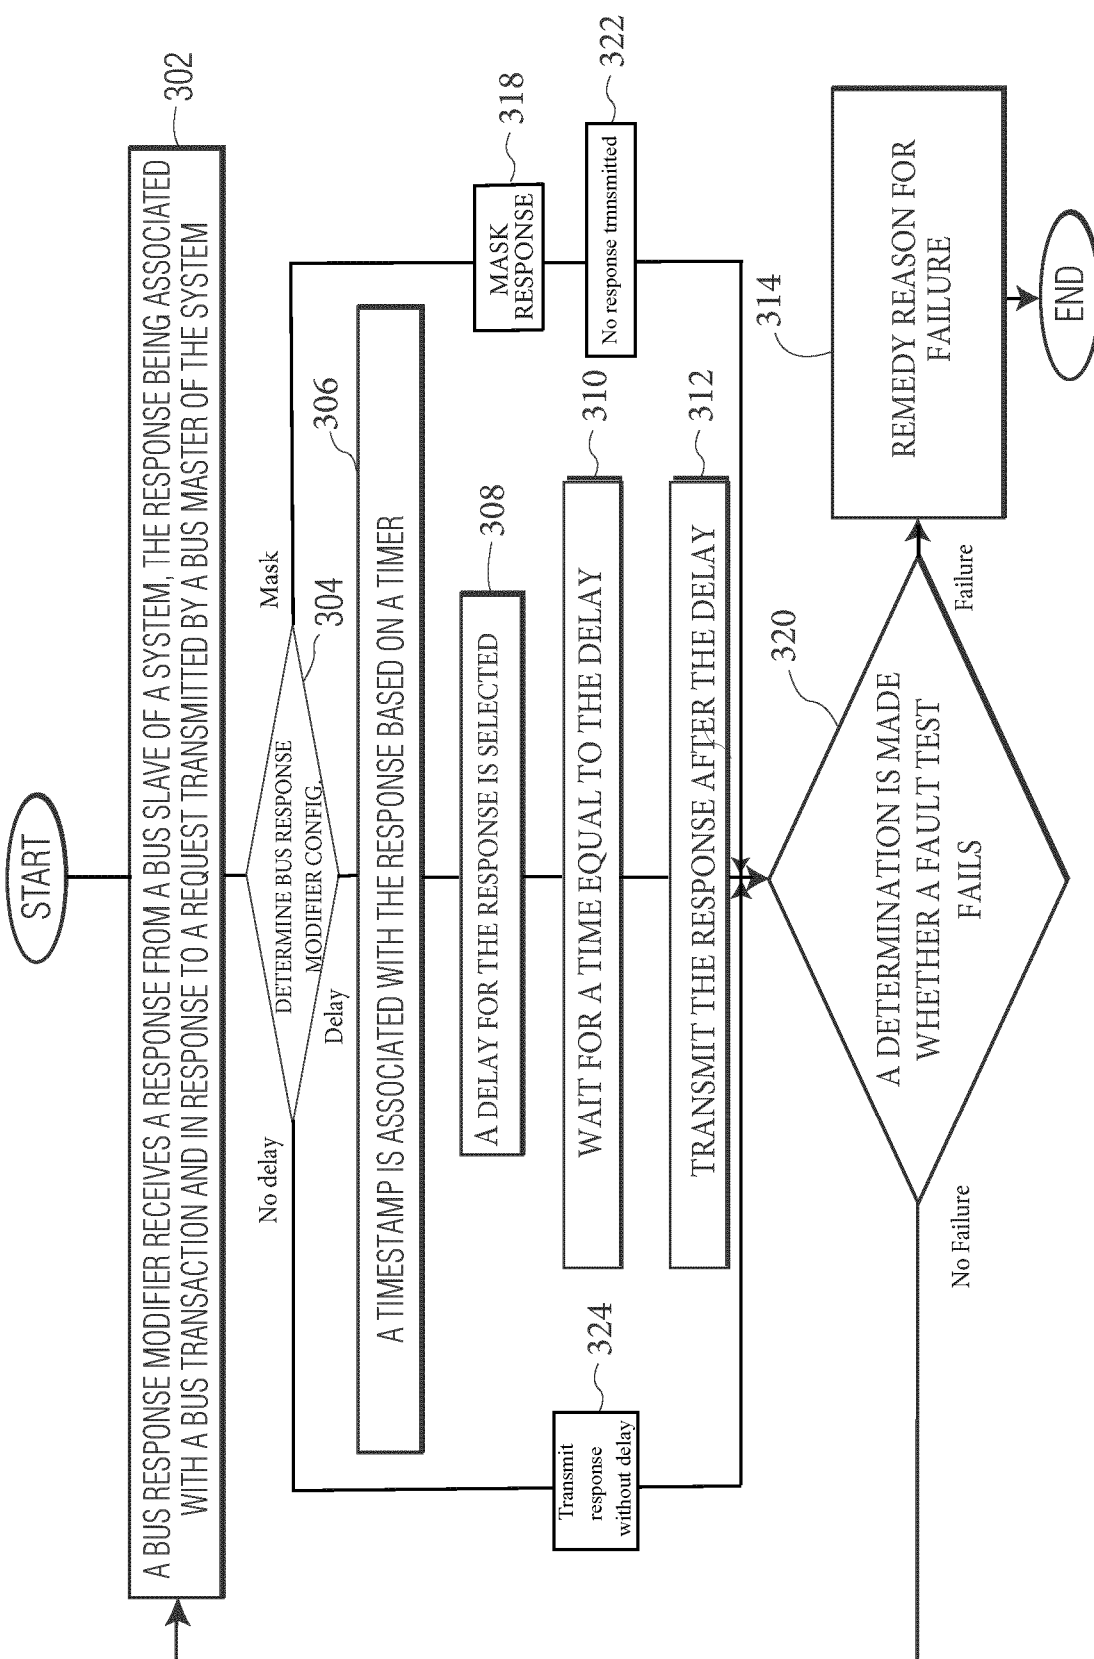 START
302
A BUS RESPONSE MODIFIER RECEIVES A RESPONSE FROM A BUS SLAVE OF A SYSTEM, THE RESPONSE BEING ASSOCIATED
WITH A BUS TRANSACTION AND IN RESPONSE TO A REQUEST TRANSMITTED BY A BUS MASTER OF THE SYSTEM
No delay
DETERMINE BUS RESPONSE
MODIFIER CONFIG.
Mask
304
Delay
306
A TIMESTAMP IS ASSOCIATED WITH THE RESPONSE BASED ON A TIMER
308
A DELAY FOR THE RESPONSE IS SELECTED
318
MASK
RESPONSE
310
WAIT FOR A TIME EQUAL TO THE DELAY
322
No response trnnsmitted
324
Transmit
response
without delay
312
TRANSMIT THE RESPONSE AFTER THE DELAY
320
A DETERMINATION IS MADE
WHETHER A FAULT TEST
FAILS
No Failure
Failure
314
REMEDY REASON FOR
FAILURE
END